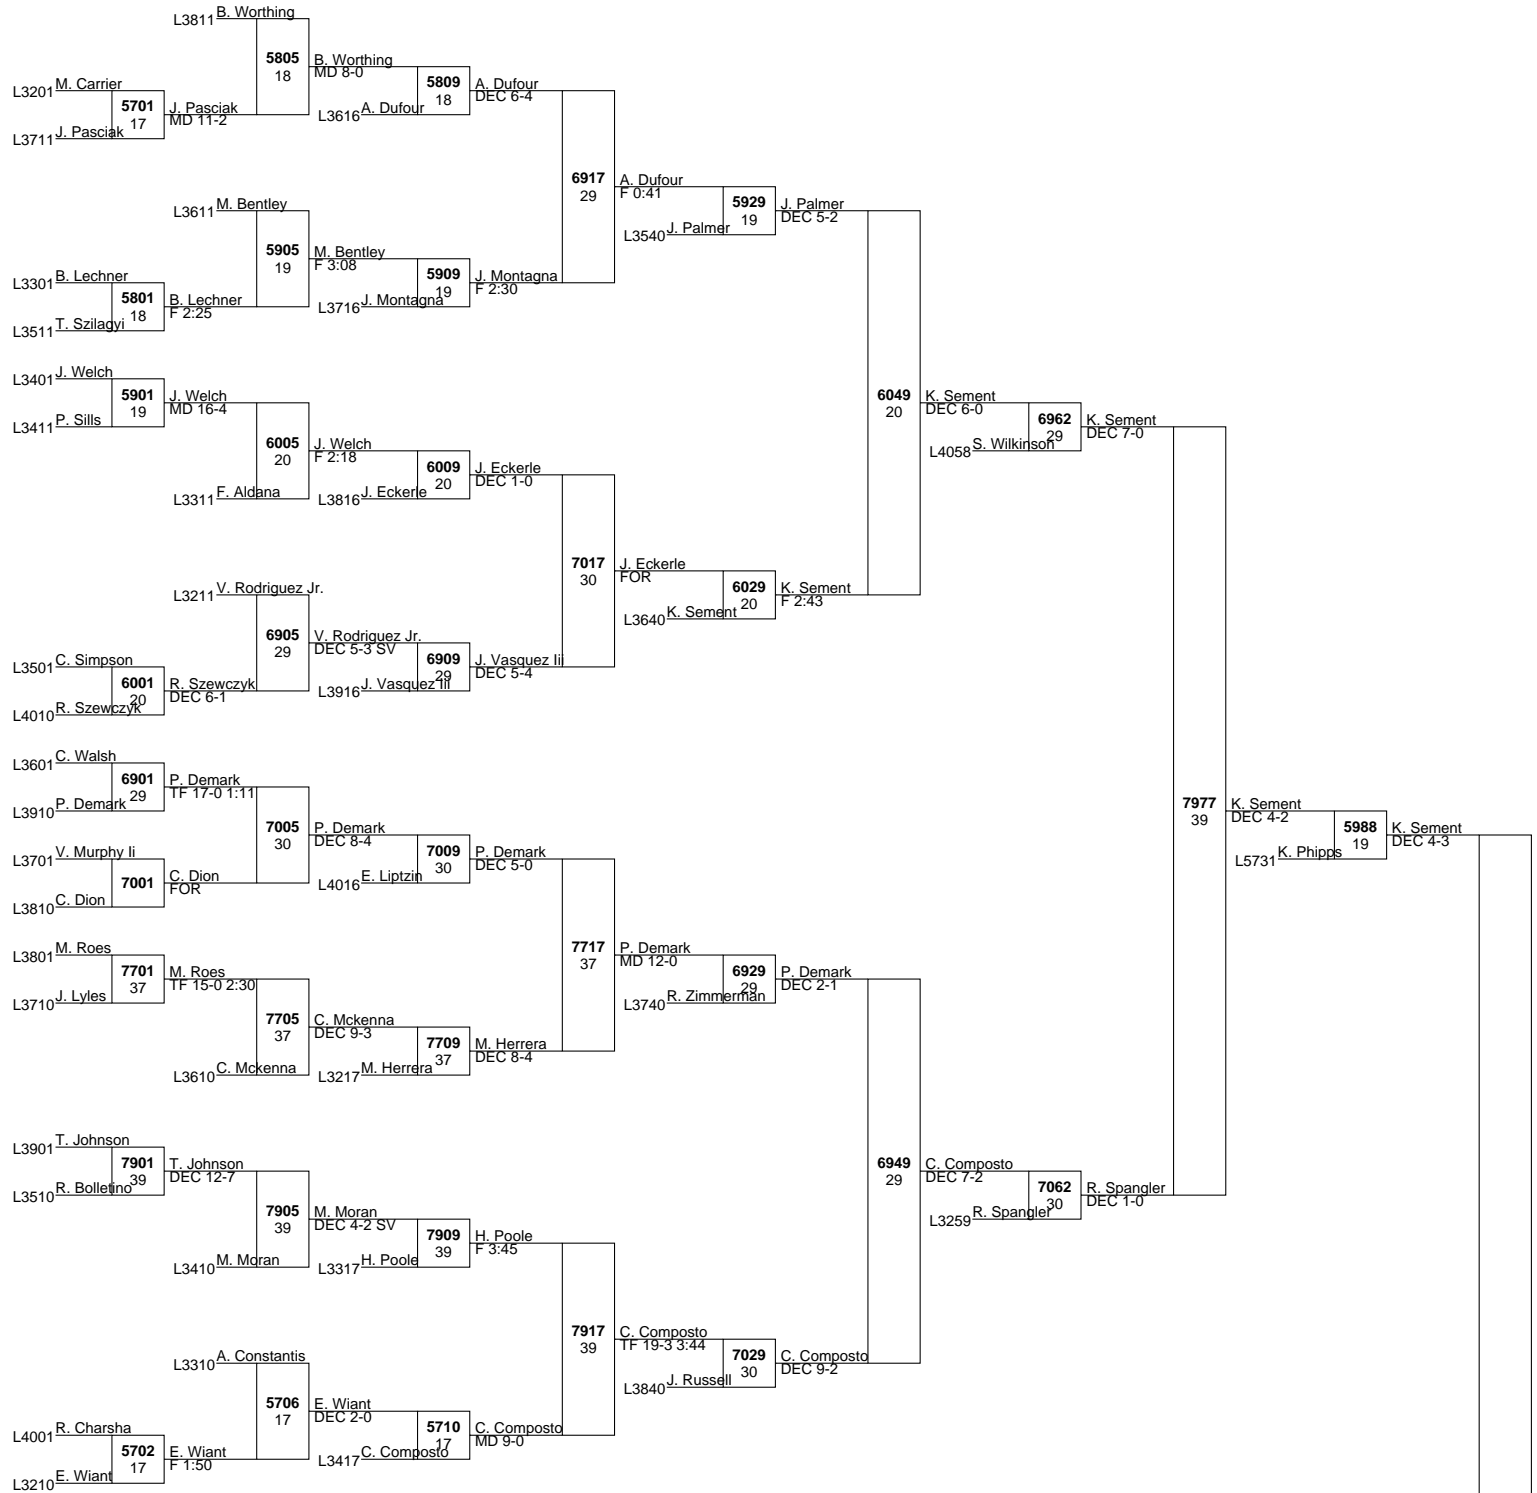 L3811 B. Worthing
5805
18
B. Worthing
MD 8-0
L3201 M. Carrier
5701
17
J. Pasciak
MD 11-2
L3711 J. Pasciak
5809
18
L3616 A. Dufour
A. Dufour
DEC 6-4
6917
29
A. Dufour
F 0:41
L3611 M. Bentley
5905
19
M. Bentley
F 3:08
L3301 B. Lechner
5801
18
B. Lechner
F 2:25
L3511 T. Szilagyi
5909
19
L3716 J. Montagna
J. Montagna
F 2:30
5929
19
L3540 J. Palmer
J. Palmer
DEC 5-2
L3401 J. Welch
5901
19
J. Welch
MD 16-4
L3411 P. Sills
6005
20
J. Welch
F 2:18
L3311 F. Aldana
6009
20
L3816 J. Eckerle
J. Eckerle
DEC 1-0
6049
20
K. Sement
DEC 6-0
6962
29
L4058 S. Wilkinson
K. Sement
DEC 7-0
7017
30
J. Eckerle
FOR
6029
20
L3640 K. Sement
K. Sement
F 2:43
L3211 V. Rodriguez Jr.
6905
29
V. Rodriguez Jr.
DEC 5-3 SV
L3501 C. Simpson
6001
20
R. Szewczyk
DEC 6-1
L4010 R. Szewczyk
6909
29
L3916 J. Vasquez Iii
J. Vasquez Iii
DEC 5-4
L3601 C. Walsh
6901
29
P. Demark
TF 17-0 1:11
L3910 P. Demark
7005
30
P. Demark
DEC 8-4
L3701 V. Murphy Ii
7001
C. Dion
FOR
L3810 C. Dion
7009
30
L4016 E. Liptzin
P. Demark
DEC 5-0
7977
39
K. Sement
DEC 4-2
5988
19
L5731 K. Phipps
K. Sement
DEC 4-3
L3801 M. Roes
7701
37
M. Roes
TF 15-0 2:30
L3710 J. Lyles
7717
37
P. Demark
MD 12-0
6929
29
L3740 R. Zimmerman
P. Demark
DEC 2-1
7705
37
C. Mckenna
DEC 9-3
L3610 C. Mckenna
7709
37
L3217 M. Herrera
M. Herrera
DEC 8-4
L3901 T. Johnson
7901
39
T. Johnson
DEC 12-7
L3510 R. Bolletino
6949
29
C. Composto
DEC 7-2
7062
30
L3259 R. Spangler
R. Spangler
DEC 1-0
7905
39
M. Moran
DEC 4-2 SV
L3410 M. Moran
7909
39
L3317 H. Poole
H. Poole
F 3:45
7917
39
C. Composto
TF 19-3 3:44
7029
30
L3840 J. Russell
C. Composto
DEC 9-2
L3310 A. Constantis
5706
17
E. Wiant
DEC 2-0
L4001 R. Charsha
5702
17
E. Wiant
F 1:50
L3210 E. Wiant
5710
17
L3417 C. Composto
C. Composto
MD 9-0